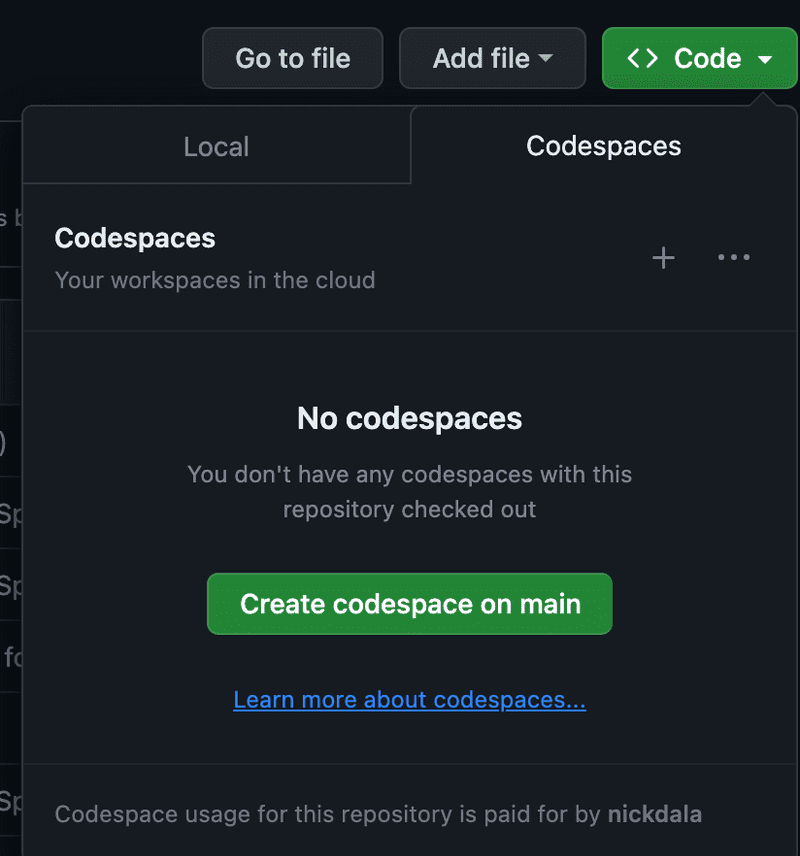 Go to file
Add file
Code
Local
Codespaces
s b
Codespaces
Your workspaces in the cloud
No codespaces
)
You don't have any codespaces with this
Sp
repository checked out
Sp
Create codespace on main
fo
Learn more about codespaces...
Sp
Codespace usage for this repository is paid for by nickdala